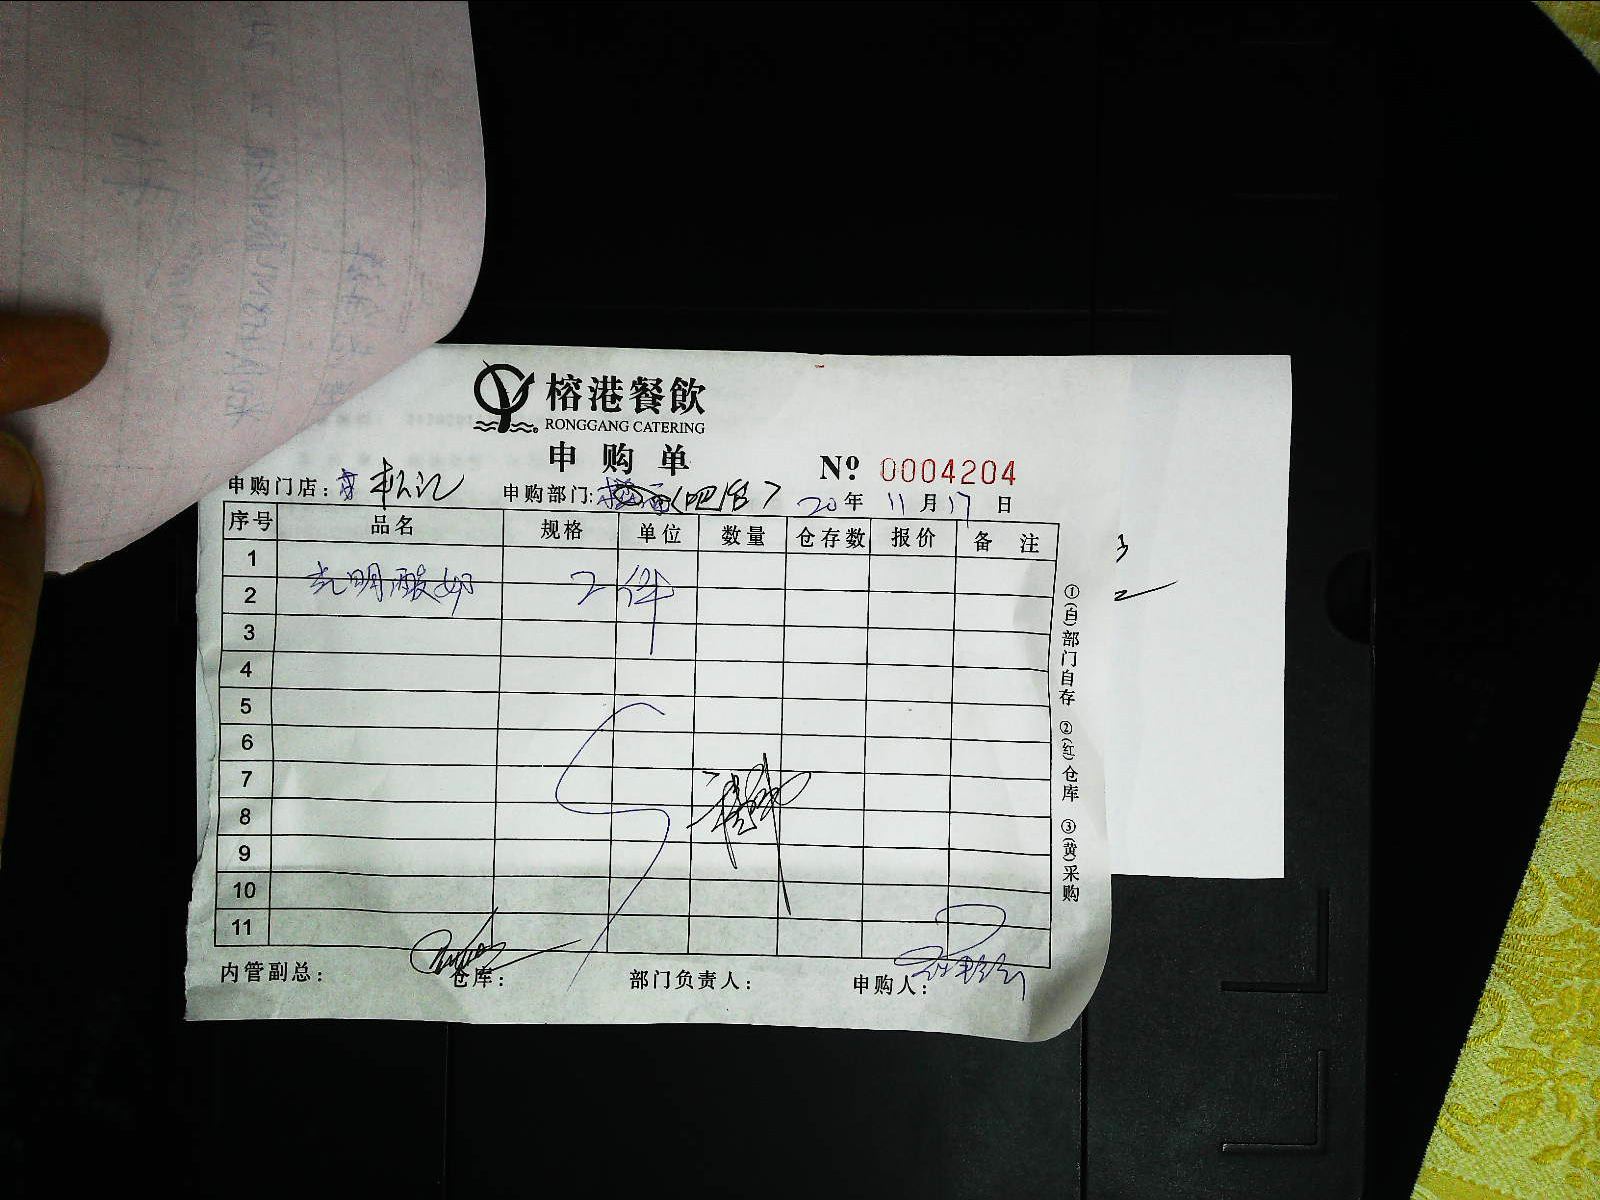 榕港餐飲
RONGGANG CATERING
申购单
№ 0004204
申购门店: 申购部门: (吧台) 20年 11月17日
序号 品名 规格 单位 数量 仓存数 报价 备注
1
2 光明酸奶 2 件
3
4
5
6
7
8
9
10
11
内管副总: 仓库: 部门负责人: 申购人:
①(白)部门自存 ②(红)仓库 ③(黄)采购